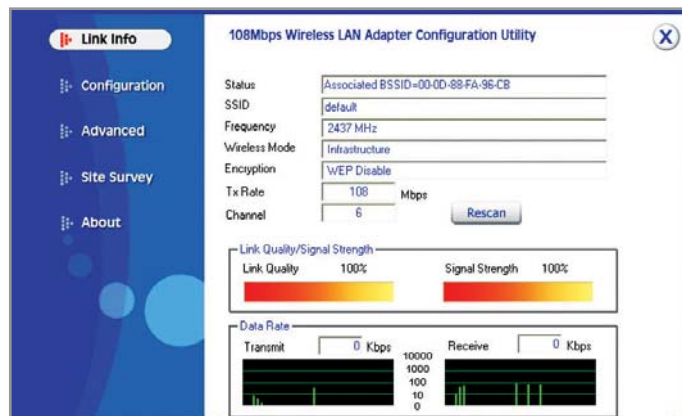 108Mbps Wireless LAN Adapter Configuration Utility
X
Link Info
Configuration
Advanced
Site Survey
About
Status Associated BSSID=00-0D-88-FA-96-CB
SSID default
Frequency 2437 MHz
Wireless Mode Infrastructure
Encryption WEP Disable
Tx Rate 108 Mbps
Channel 6 Rescan
Link Quality/Signal Strength
Link Quality 100% Signal Strength 100%
Data Rate
Transmit 0 Kbps Receive 0 Kbps
10000
1000
100
10
0